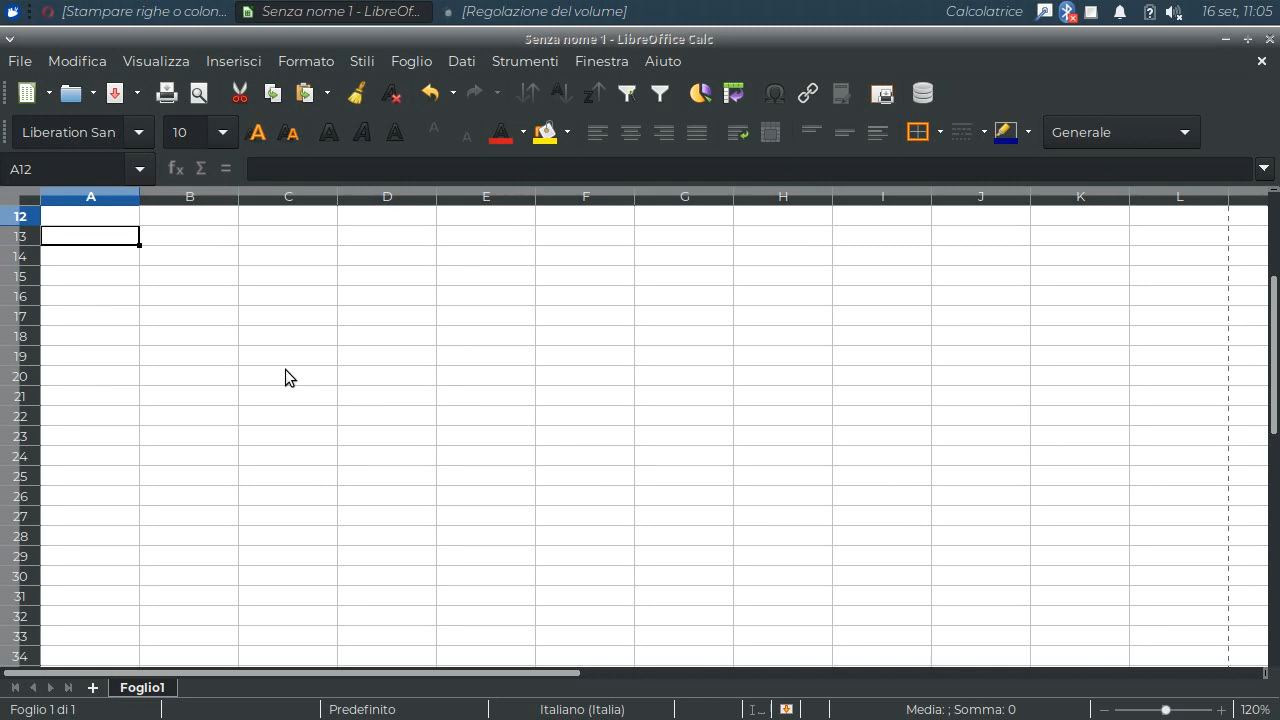 [Stampare righe o colon... Senza nome 1 - LibreOf... [Regolazione del volume] Calcolatrice 16 set, 11:05
Senza nome 1 - LibreOffice Calc
File Modifica Visualizza Inserisci Formato Stili Foglio Dati Strumenti Finestra Aiuto
Liberation San 10 Generale
A12
A B C D E F G H I J K L
12
13
14
15
16
17
18
19
20
21
22
23
24
25
26
27
28
29
30
31
32
33
34
Foglio1
Foglio 1 di 1 Predefinito Italiano (Italia) Media: ; Somma: 0 120%